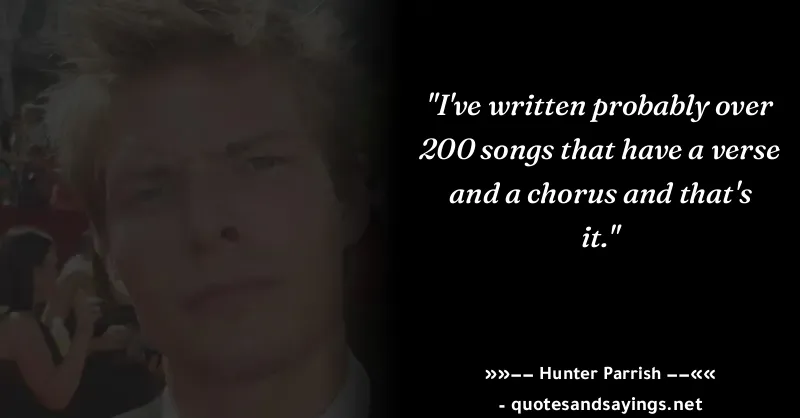 "I've written probably over
200 songs that have a verse
and a chorus and that's
it."
»»−− Hunter Parrish −−««
- quotesandsayings.net